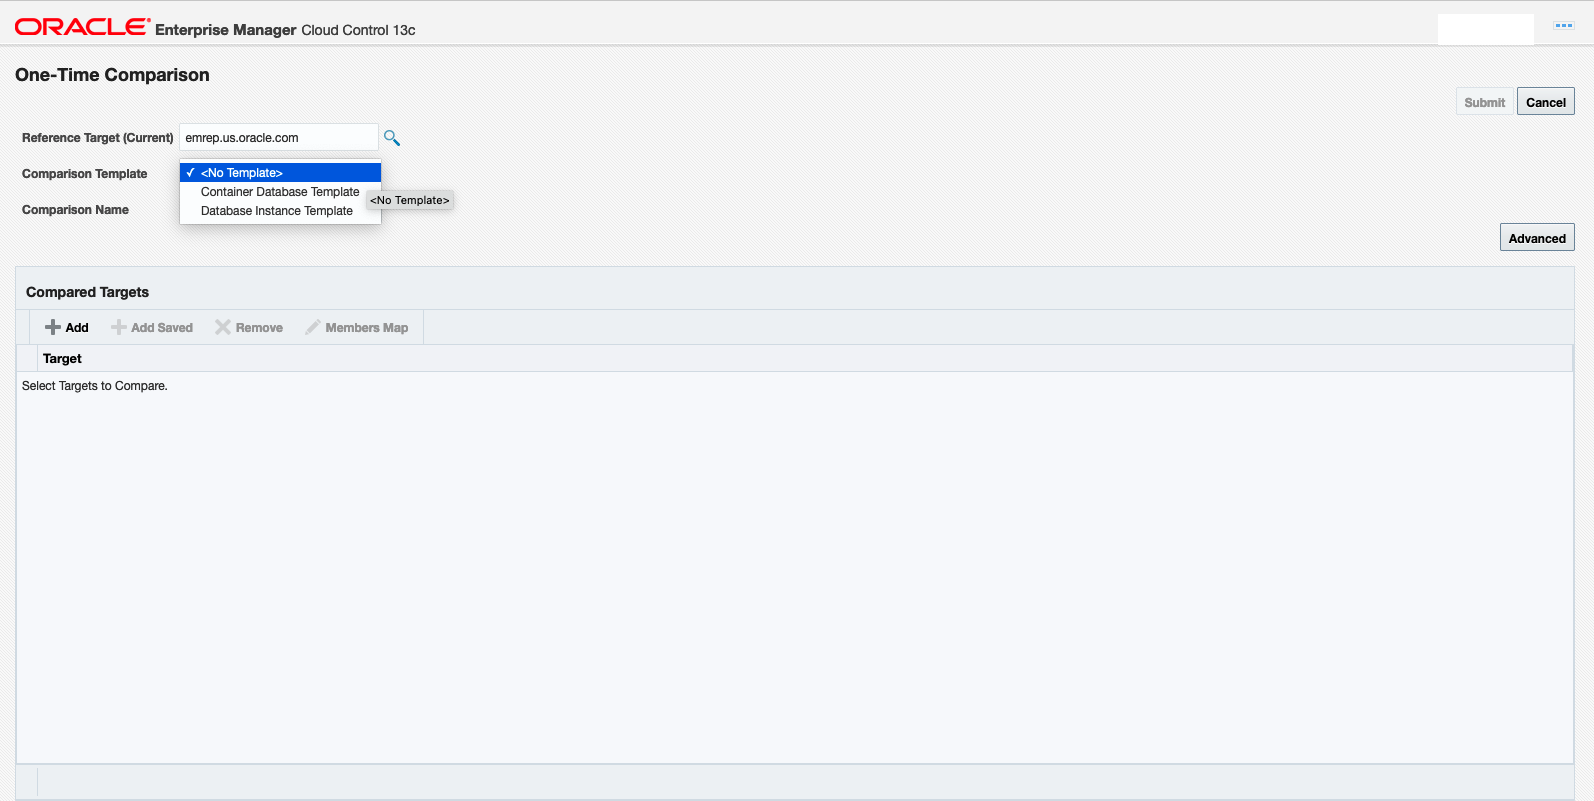 ORACLE® Enterprise Manager Cloud Control 13c
One-Time Comparison
Submit Cancel
Reference Target (Current) emrep.us.oracle.com
Comparison Template ✓ <No Template>
Container Database Template
<No Template>
Comparison Name Database Instance Template
Advanced
Compared Targets
Add Add Saved Remove Members Map
Target
Select Targets to Compare.